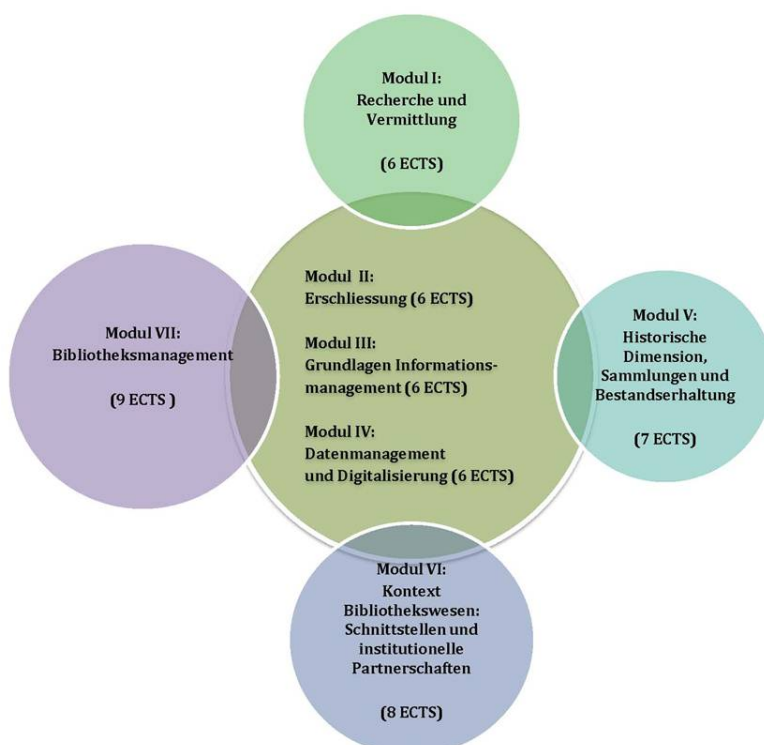 Modul I:
Recherche und
Vermittlung
(6 ECTS)
Modul II:
Erschliessung (6 ECTS)
Modul III:
Grundlagen Informations-
management (6 ECTS)
Modul IV:
Datenmanagement
und Digitalisierung (6 ECTS)
Modul VII:
Bibliotheksmanagement
(9 ECTS )
Modul V:
Historische
Dimension,
Sammlungen und
Bestandserhaltung
(7 ECTS)
Modul VI:
Kontext
Bibliothekswesen:
Schnittstellen und
institutionelle
Partnerschaften
(8 ECTS)